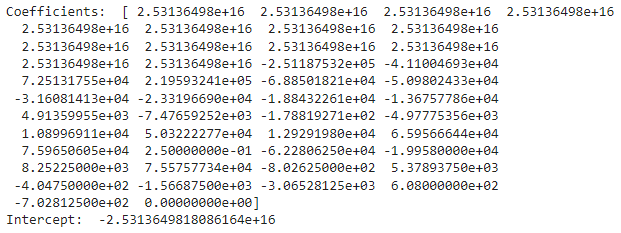 Coefficients:  [ 2.53136498e+16  2.53136498e+16  2.53136498e+16  2.53136498e+16
  2.53136498e+16  2.53136498e+16  2.53136498e+16  2.53136498e+16
  2.53136498e+16  2.53136498e+16  2.53136498e+16  2.53136498e+16
  2.53136498e+16  2.53136498e+16 -2.51187532e+05 -4.11004693e+04
  7.25131755e+04  2.19593241e+05 -6.88501821e+04 -5.09802433e+04
 -3.16081413e+04 -2.33196690e+04 -1.88432261e+04 -1.36757786e+04
  4.91359955e+03 -7.47659252e+03 -1.78819271e+02 -4.97775356e+03
  1.08996911e+04  5.03222277e+04  1.29291980e+04  6.59566644e+04
  7.59650605e+04  2.50000000e-01 -6.22806250e+04 -1.99580000e+04
  8.25225000e+03  7.55757734e+04 -8.02625000e+02  5.37893750e+03
 -4.04750000e+02 -1.56687500e+03 -3.06528125e+03  6.08000000e+02
 -7.02812500e+02  0.00000000e+00]
Intercept:  -2.5313649818086164e+16